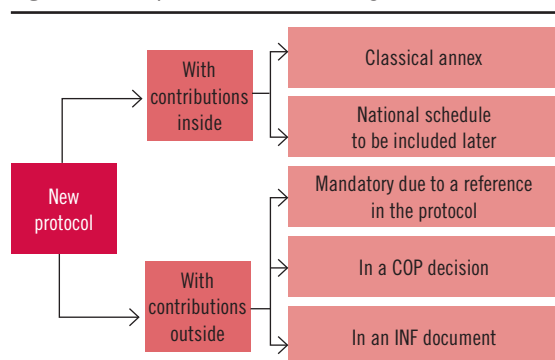 With
contributions
inside
Classical annex
National schedule
to be included later
New
protocol
Mandatory due to a reference
in the protocol
With
contributions
outside
In a COP decision
In an INF document